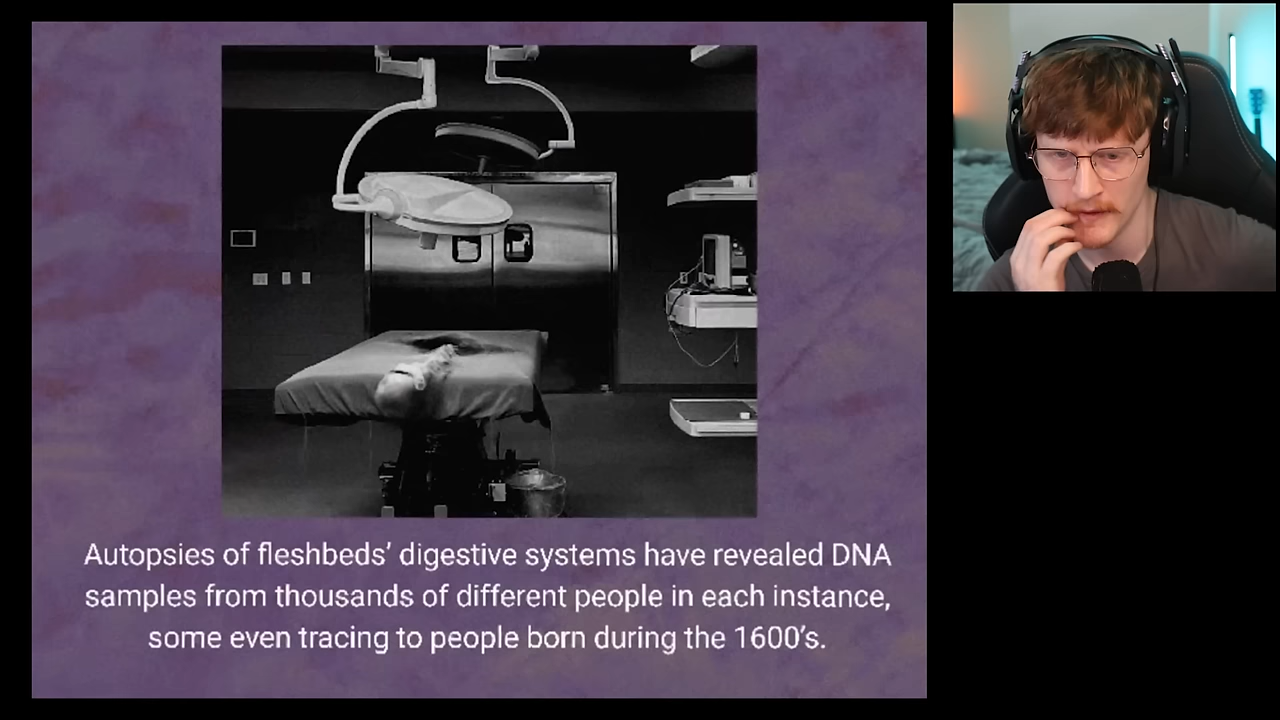 Autopsies of fleshbeds’ digestive systems have revealed DNA
samples from thousands of different people in each instance,
some even tracing to people born during the 1600’s.